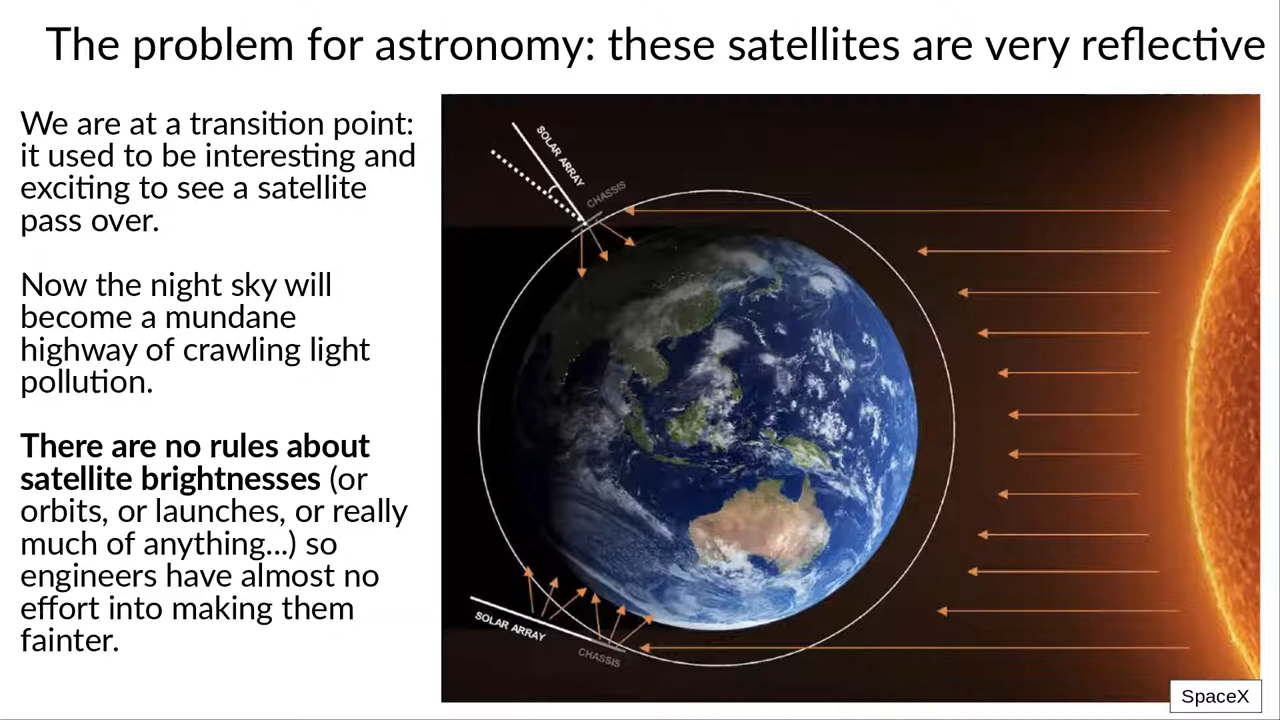 The problem for astronomy: these satellites are very reflective
We are at a transition point:
it used to be interesting and
exciting to see a satellite
pass over.
Now the night sky will
become a mundane
highway of crawling light
pollution.
There are no rules about
satellite brightnesses (or
orbits, or launches, or really
much of anything...) so
engineers have almost no
effort into making them
fainter.
SOLAR ARRAY
CHASSIS
SOLAR ARRAY
CHASSIS
SpaceX